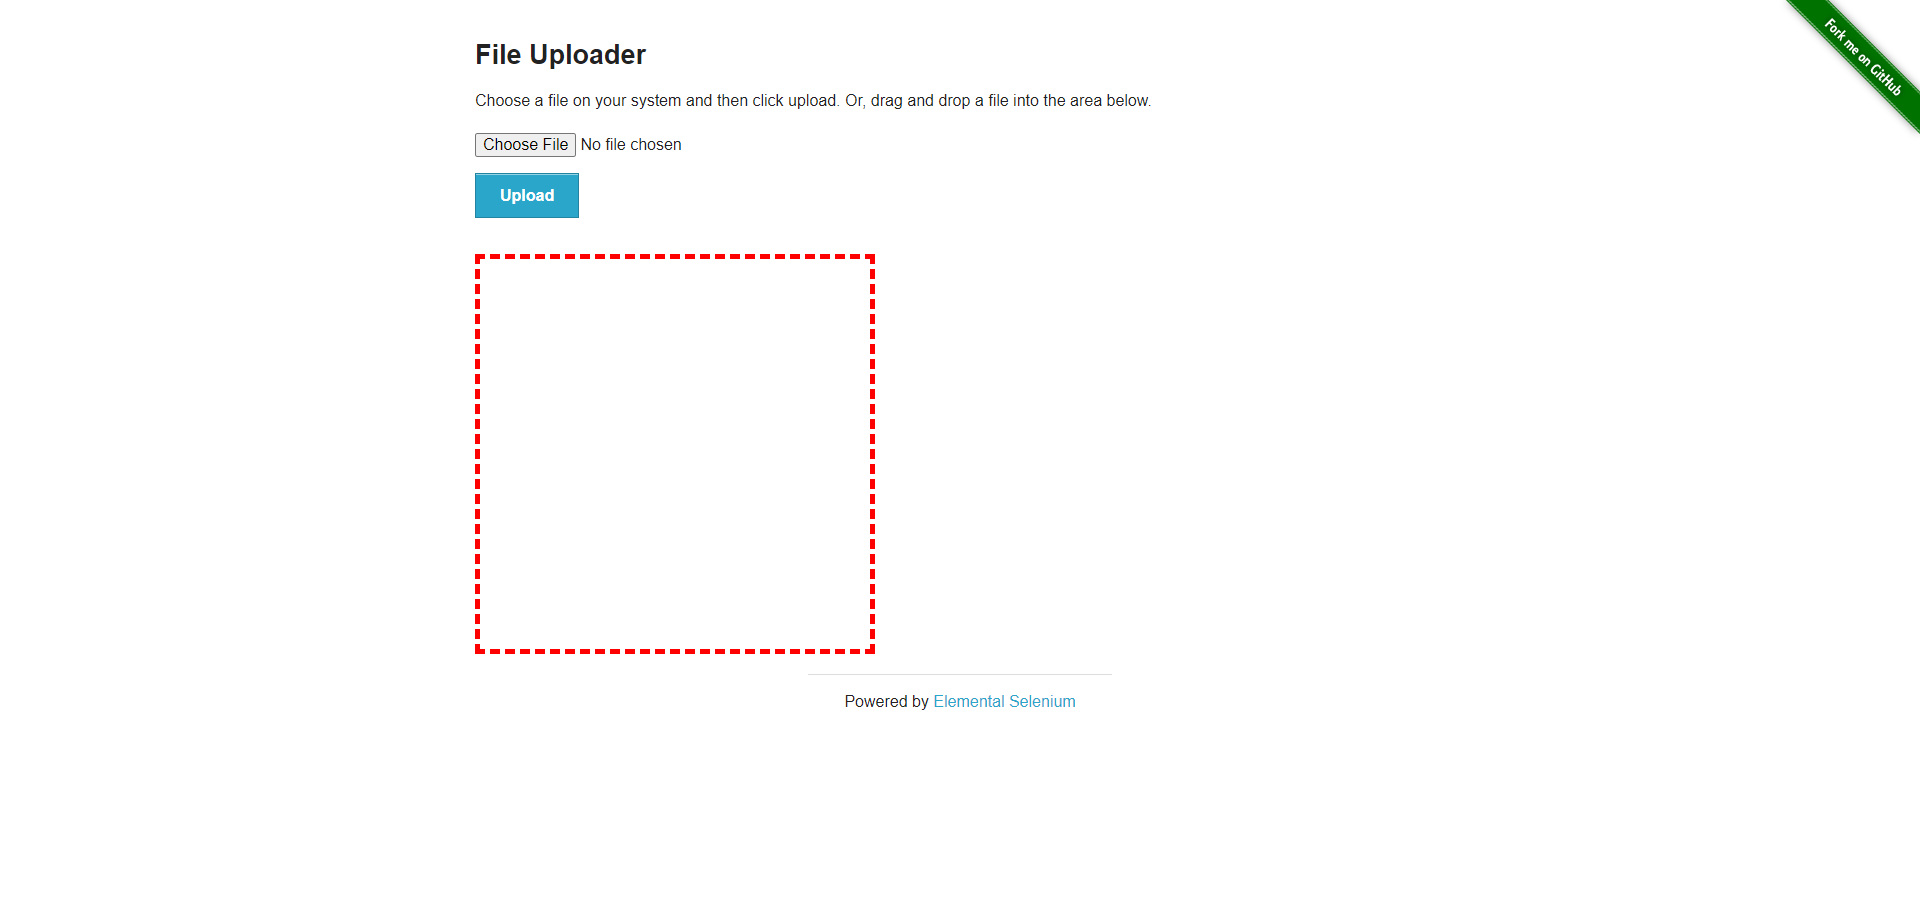 File Uploader
Choose a file on your system and then click upload. Or, drag and drop a file into the area below.
Choose File No file chosen
Upload
Powered by Elemental Selenium
Fork me on GitHub